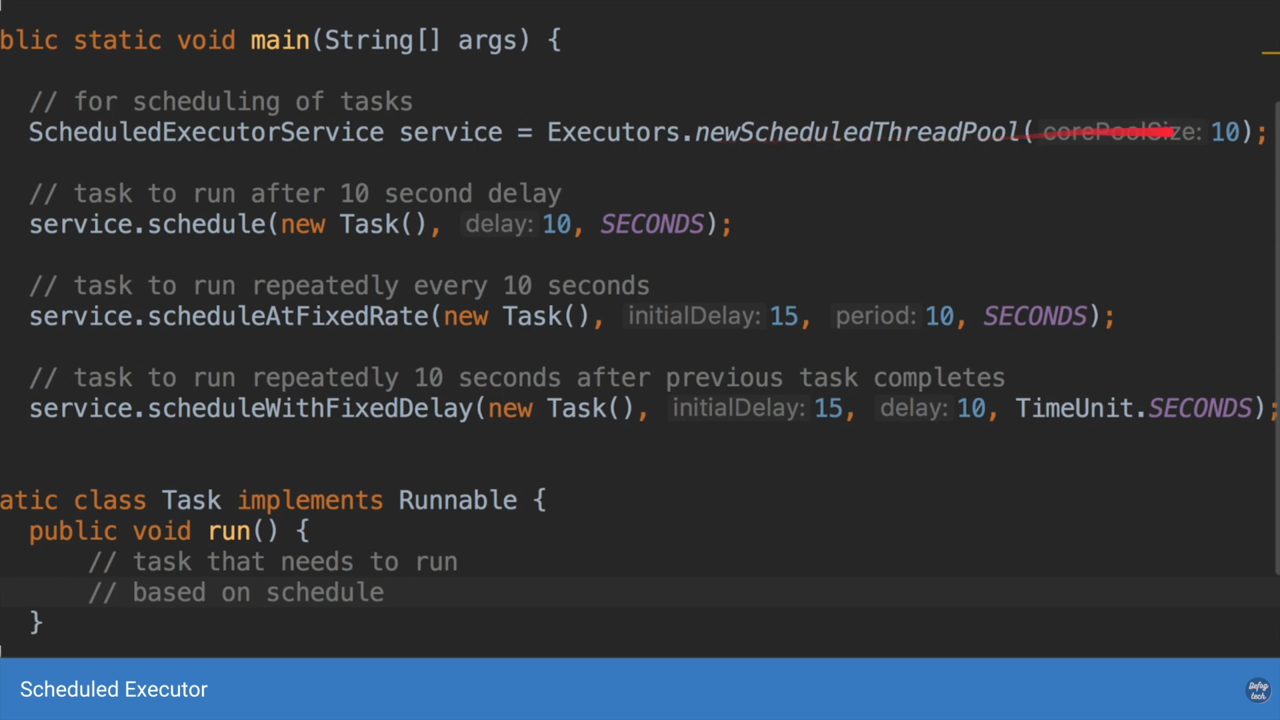 blic static void main(String[] args) {
// for scheduling of tasks
ScheduledExecutorService service = Executors.newScheduledThreadPool( corePoolSize: 10);
// task to run after 10 second delay
service.schedule(new Task(), delay: 10, SECONDS);
// task to run repeatedly every 10 seconds
service.scheduleAtFixedRate(new Task(), initialDelay: 15, period: 10, SECONDS);
// task to run repeatedly 10 seconds after previous task completes
service.scheduleWithFixedDelay(new Task(), initialDelay: 15, delay: 10, TimeUnit.SECONDS);
atic class Task implements Runnable {
public void run() {
// task that needs to run
// based on schedule
}
Scheduled Executor
Defog
tech